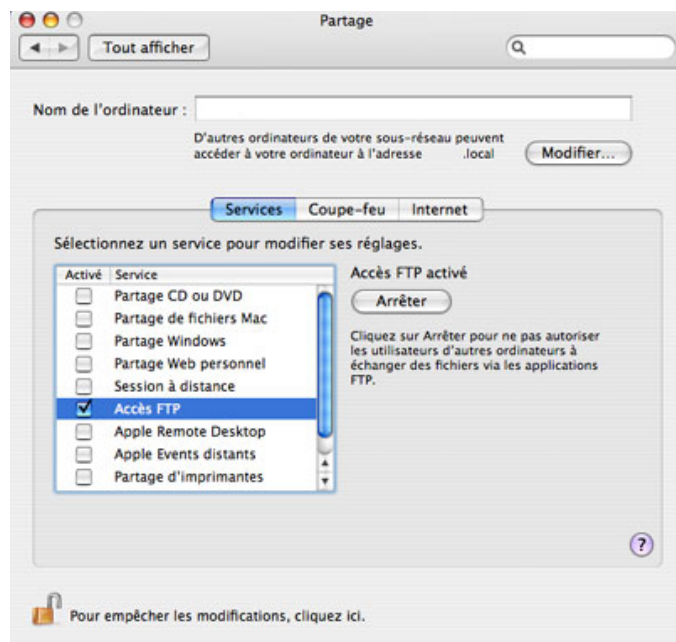 Partage
Tout afficher
Nom de l'ordinateur :
D'autres ordinateurs de votre sous-réseau peuvent
accéder à votre ordinateur à l'adresse .local
Modifier...
Services Coupe-feu Internet
Sélectionnez un service pour modifier ses réglages.
Activé Service
Partage CD ou DVD
Partage de fichiers Mac
Partage Windows
Partage Web personnel
Session à distance
Accès FTP
Apple Remote Desktop
Apple Events distants
Partage d'imprimantes
Accès FTP activé
Arrêter
Cliquez sur Arrêter pour ne pas autoriser
les utilisateurs d'autres ordinateurs à
échanger des fichiers via les applications
FTP.
?
Pour empêcher les modifications, cliquez ici.